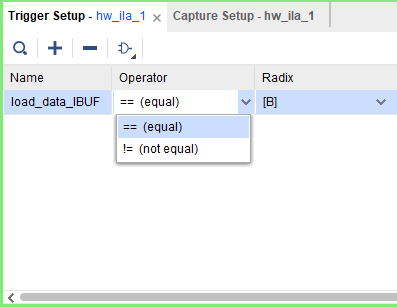 Trigger Setup - hw_ila_1 Capture Setup - hw_ila_1
Name Operator Radix
load_data_IBUF == (equal) [B]
== (equal)
!= (not equal)